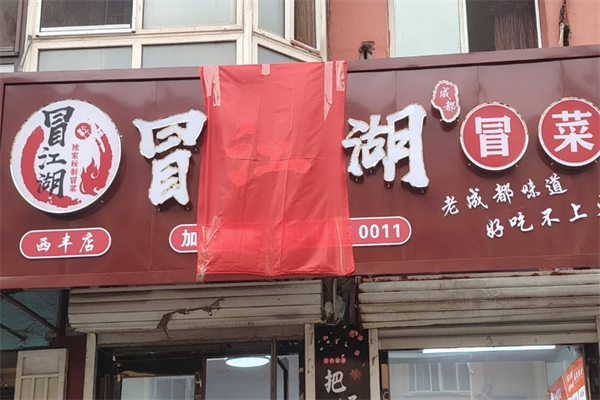 冒江湖
独家秘制冒菜
西丰店
冒江湖
成都
冒菜
老成都味道
好吃不上
加
0011
把